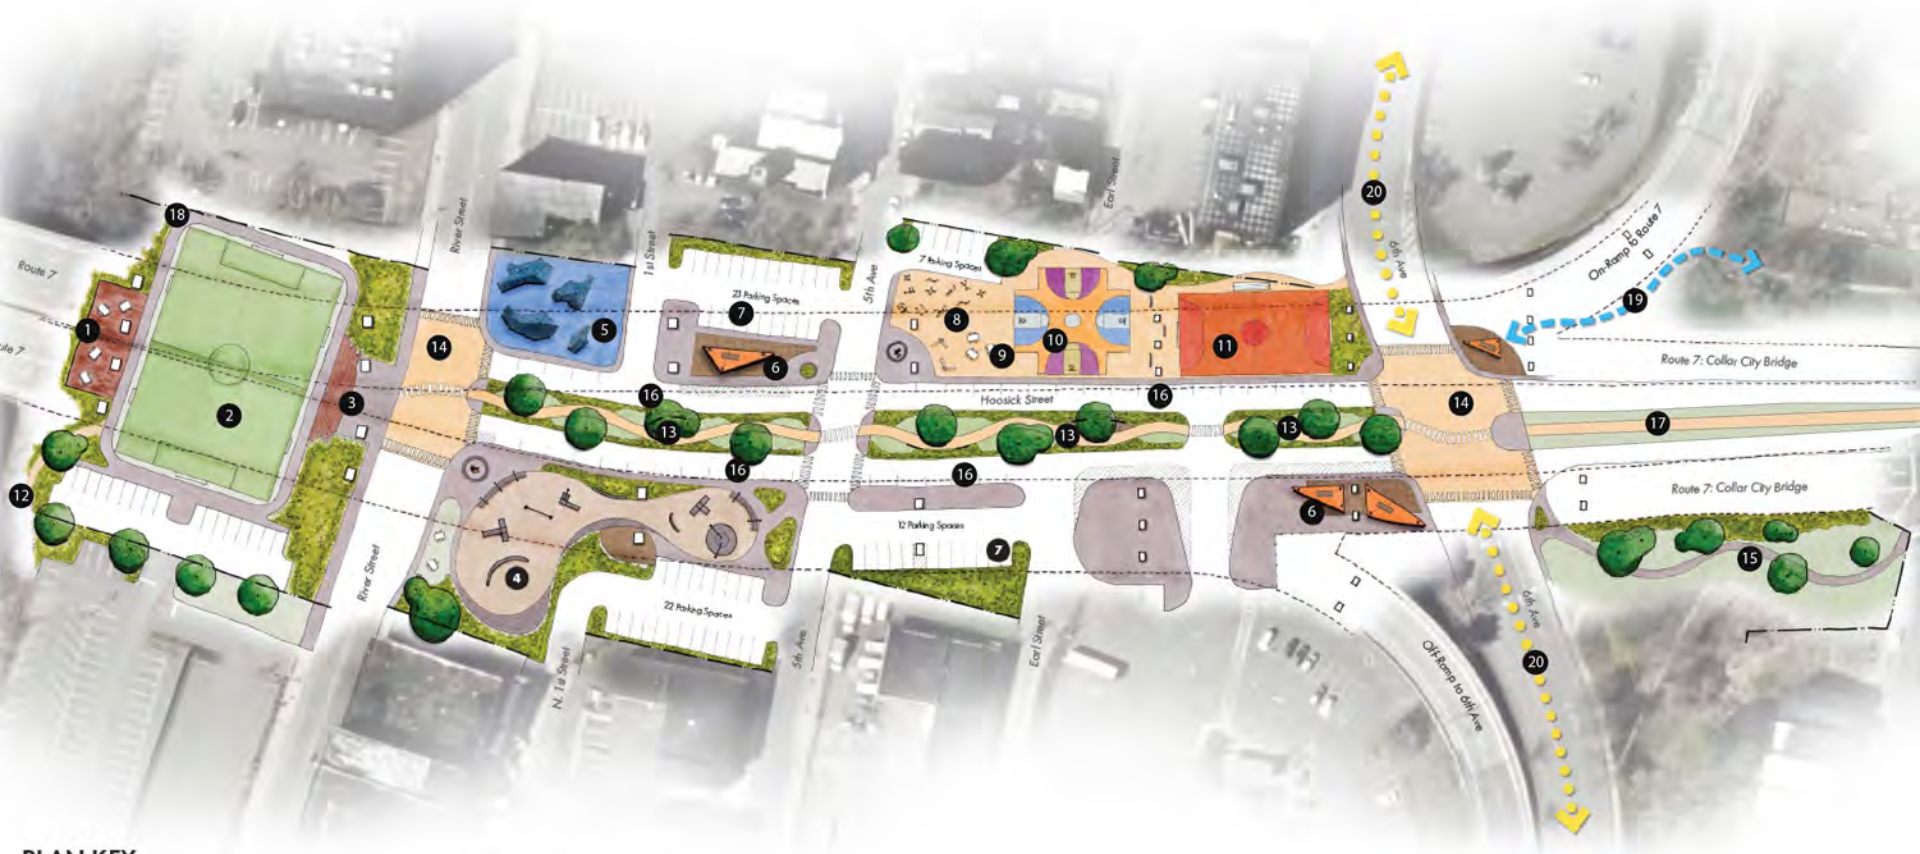 18
20
River Street
1st Street
Earl Street
6th Ave
On-Ramp to Route 7
19
Route 7
5th Ave
7 Parking Spaces
23 Parking Spaces
1
14
5
7
8
10
9
11
6
Route 7: Collar City Bridge
2
3
16
Hoosick Street
16
14
13
13
13
17
12
16
16
Route 7: Collar City Bridge
6
12 Parking Spaces
7
15
4
River Street
22 Parking Spaces
6th Ave
N. 1st Street
5th Ave
Earl Street
Off-Ramp to 6th Ave
20
PLAN KEY